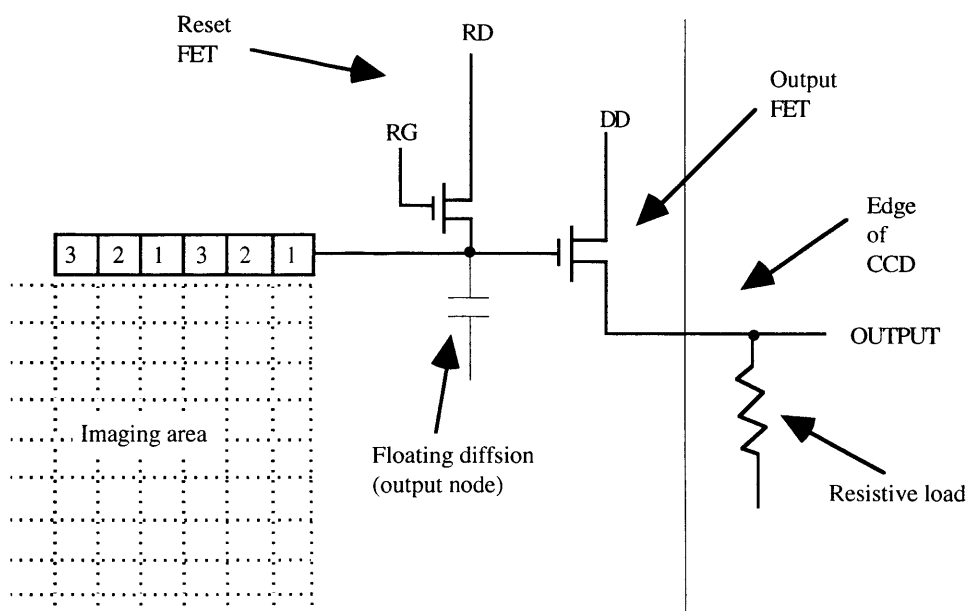 Reset
FET
RD
RG
DD
Output
FET
Edge
of
CCD
3 2 1 3 2 1
OUTPUT
Imaging area
Floating diffsion
(output node)
Resistive load